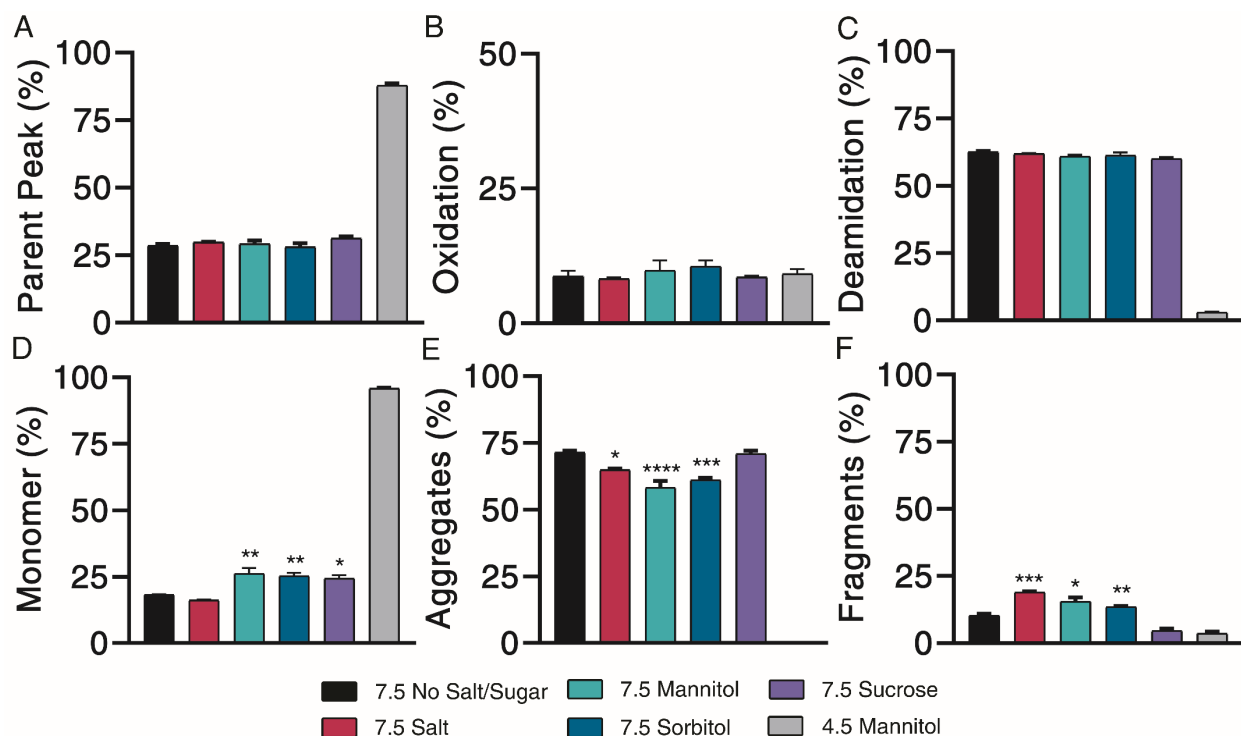 A
Parent Peak (%)
100
75
50
25
0
B
Oxidation (%)
50
25
0
C
Deamidation (%)
100
75
50
25
0
D
Monomer (%)
100
75
50
25
0
**
**
*
E
Aggregates (%)
100
75
50
25
0
*
****
***
F
Fragments (%)
100
75
50
25
0
***
*
**
7.5 No Salt/Sugar
7.5 Mannitol
7.5 Sucrose
7.5 Salt
7.5 Sorbitol
4.5 Mannitol